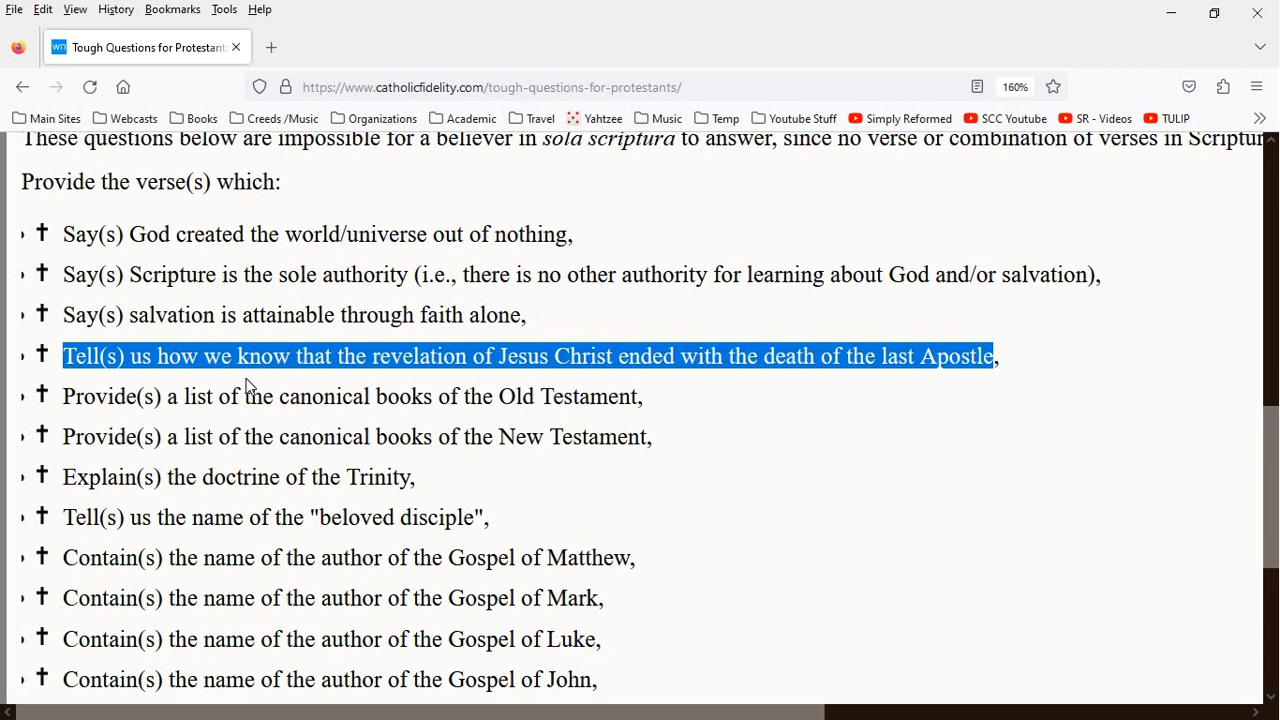 File Edit View History Bookmarks Tools Help
wn Tough Questions for Protestants
https://www.catholicfidelity.com/tough-questions-for-protestants/ 160%
Main Sites Webcasts Books Creeds /Music Organizations Academic Travel Yahtzee Music Temp Youtube Stuff Simply Reformed SCC Youtube SR - Videos TULIP
These questions below are impossible for a believer in sola scriptura to answer, since no verse or combination of verses in Scriptur
Provide the verse(s) which:
Say(s) God created the world/universe out of nothing,
Say(s) Scripture is the sole authority (i.e., there is no other authority for learning about God and/or salvation),
Say(s) salvation is attainable through faith alone,
Tell(s) us how we know that the revelation of Jesus Christ ended with the death of the last Apostle,
Provide(s) a list of the canonical books of the Old Testament,
Provide(s) a list of the canonical books of the New Testament,
Explain(s) the doctrine of the Trinity,
Tell(s) us the name of the "beloved disciple",
Contain(s) the name of the author of the Gospel of Matthew,
Contain(s) the name of the author of the Gospel of Mark,
Contain(s) the name of the author of the Gospel of Luke,
Contain(s) the name of the author of the Gospel of John,